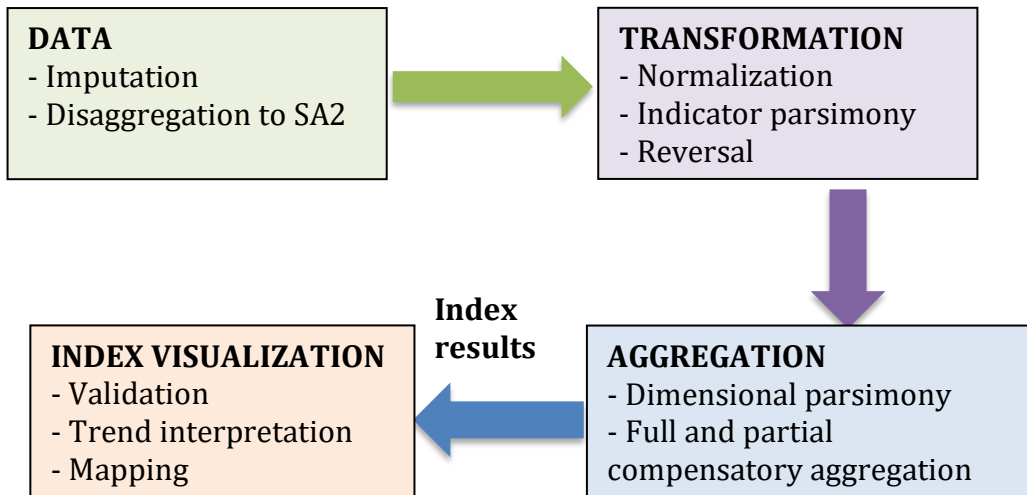 DATA
- Imputation
- Disaggregation to SA2
TRANSFORMATION
- Normalization
- Indicator parsimony
- Reversal
AGGREGATION
- Dimensional parsimony
- Full and partial
compensatory aggregation
Index
results
INDEX VISUALIZATION
- Validation
- Trend interpretation
- Mapping